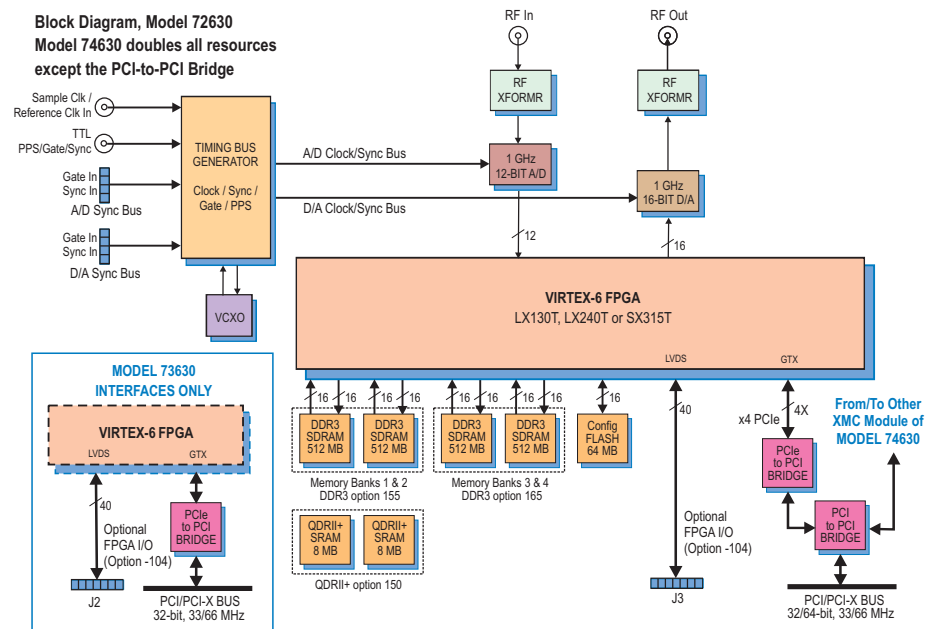 Block Diagram, Model 72630
Model 74630 doubles all resources
except the PCI-to-PCI Bridge
RF In
RF Out
Sample Clk /
Reference Clk In
TTL
PPS/Gate/Sync
Gate In
Sync In
A/D Sync Bus
Gate In
Sync In
D/A Sync Bus
TIMING BUS
GENERATOR
Clock / Sync /
Gate / PPS
VCXO
A/D Clock/Sync Bus
D/A Clock/Sync Bus
RF
XFORMR
RF
XFORMR
1 GHz
12-BIT A/D
1 GHz
16-BIT D/A
12
16
VIRTEX-6 FPGA
LX130T, LX240T or SX315T
LVDS
GTX
16
16
16
16
16
16
16
16
16
40
4X
x4 PCIe
DDR3
SDRAM
512 MB
DDR3
SDRAM
512 MB
DDR3
SDRAM
512 MB
DDR3
SDRAM
512 MB
Config
FLASH
64 MB
Memory Banks 1 & 2
DDR3 option 155
Memory Banks 3 & 4
DDR3 option 165
QDRII+
SRAM
8 MB
QDRII+
SRAM
8 MB
QDRII+ option 150
Optional
FPGA I/O
(Option -104)
J3
From/To Other
XMC Module of
MODEL 74630
PCIe
to PCI
BRIDGE
PCI
to PCI
BRIDGE
PCI/PCI-X BUS
32/64-bit, 33/66 MHz
MODEL 73630
INTERFACES ONLY
VIRTEX-6 FPGA
LVDS
GTX
40
PCIe
to PCI
BRIDGE
Optional
FPGA I/O
(Option -104)
J2
PCI/PCI-X BUS
32-bit, 33/66 MHz